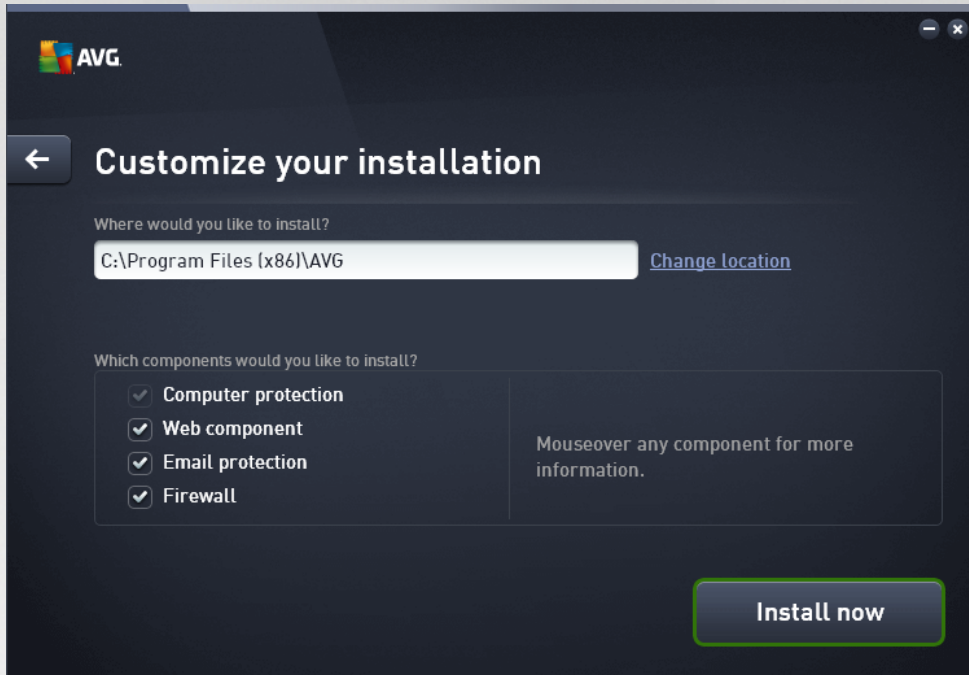 AVG.
Customize your installation
Where would you like to install?
C:\Program Files (x86)\AVG
Change location
Which components would you like to install?
Computer protection
Web component
Email protection
Firewall
Mouseover any component for more
information.
Install now